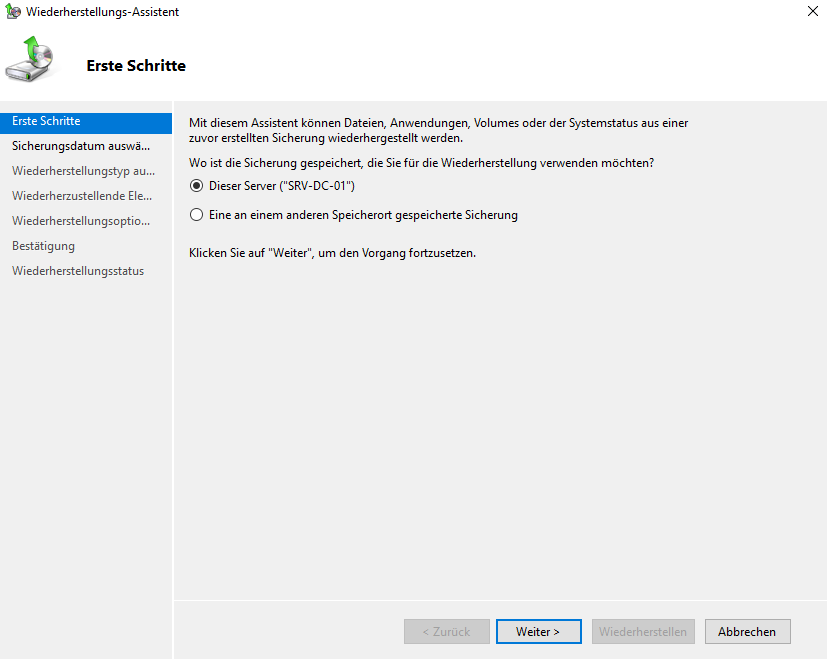 Wiederherstellungs-Assistent
Erste Schritte
Erste Schritte
Sicherungsdatum auswä...
Wiederherstellungstyp au...
Wiederherzustellende Ele...
Wiederherstellungsoptio...
Bestätigung
Wiederherstellungsstatus
Mit diesem Assistent können Dateien, Anwendungen, Volumes oder der Systemstatus aus einer
zuvor erstellten Sicherung wiederhergestellt werden.
Wo ist die Sicherung gespeichert, die Sie für die Wiederherstellung verwenden möchten?
Dieser Server ("SRV-DC-01")
Eine an einem anderen Speicherort gespeicherte Sicherung
Klicken Sie auf "Weiter", um den Vorgang fortzusetzen.
< Zurück
Weiter >
Wiederherstellen
Abbrechen